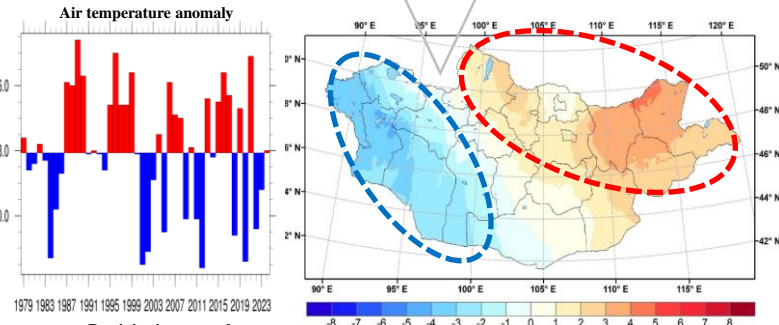 Air temperature anomaly
90° E 95° E 100° E 105° E 110° E 115° E 120° E
50° N
48° N
46° N
44° N
42° N
90° E 95° E 100° E 105° E 110° E 115° E
1979 1983 1987 1991 1995 1999 2003 2007 2011 2015 2019 2023
-8 -7 -6 -5 -4 -3 -2 -1 0 1 2 3 4 5 6 7 8